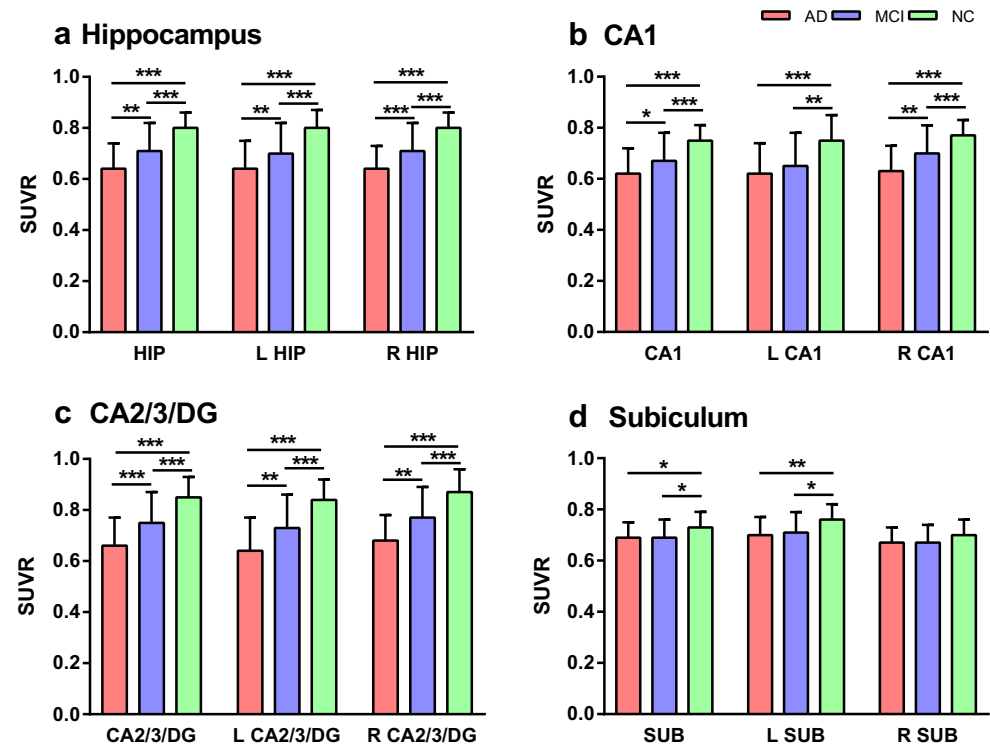 AD MCI NC
a Hippocampus
*** *** ***
** *** ** *** *** ***
1.0
0.8
0.6
0.4
0.2
0.0
SUVR
HIP L HIP R HIP
b CA1
*** *** ***
* *** ** ** ***
1.0
0.8
0.6
0.4
0.2
0.0
SUVR
CA1 L CA1 R CA1
c CA2/3/DG
*** *** ***
*** *** ** *** ** ***
1.0
0.8
0.6
0.4
0.2
0.0
SUVR
CA2/3/DG L CA2/3/DG R CA2/3/DG
d Subiculum
* **
* *
1.0
0.8
0.6
0.4
0.2
0.0
SUVR
SUB L SUB R SUB